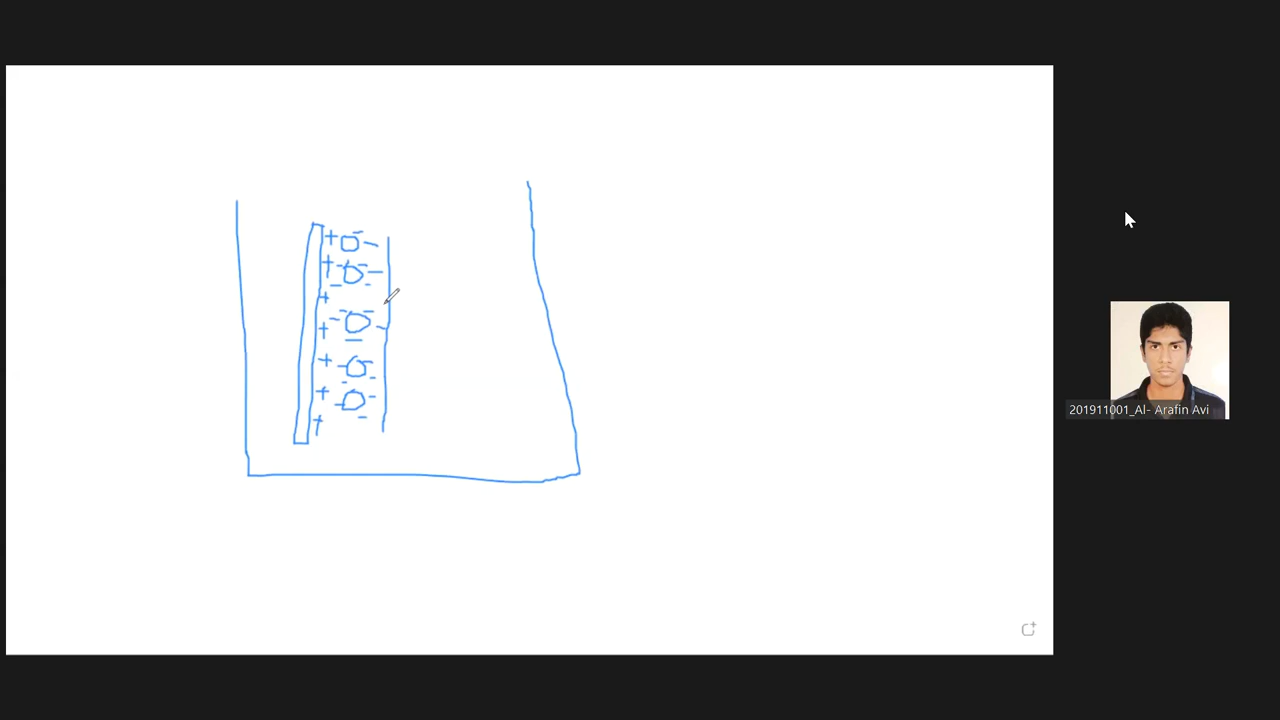 + -
+ - - -
- -
+
+ - - - -
-
+ - -
- -
+ - -
-
+
201911001_Al- Arafin Avi